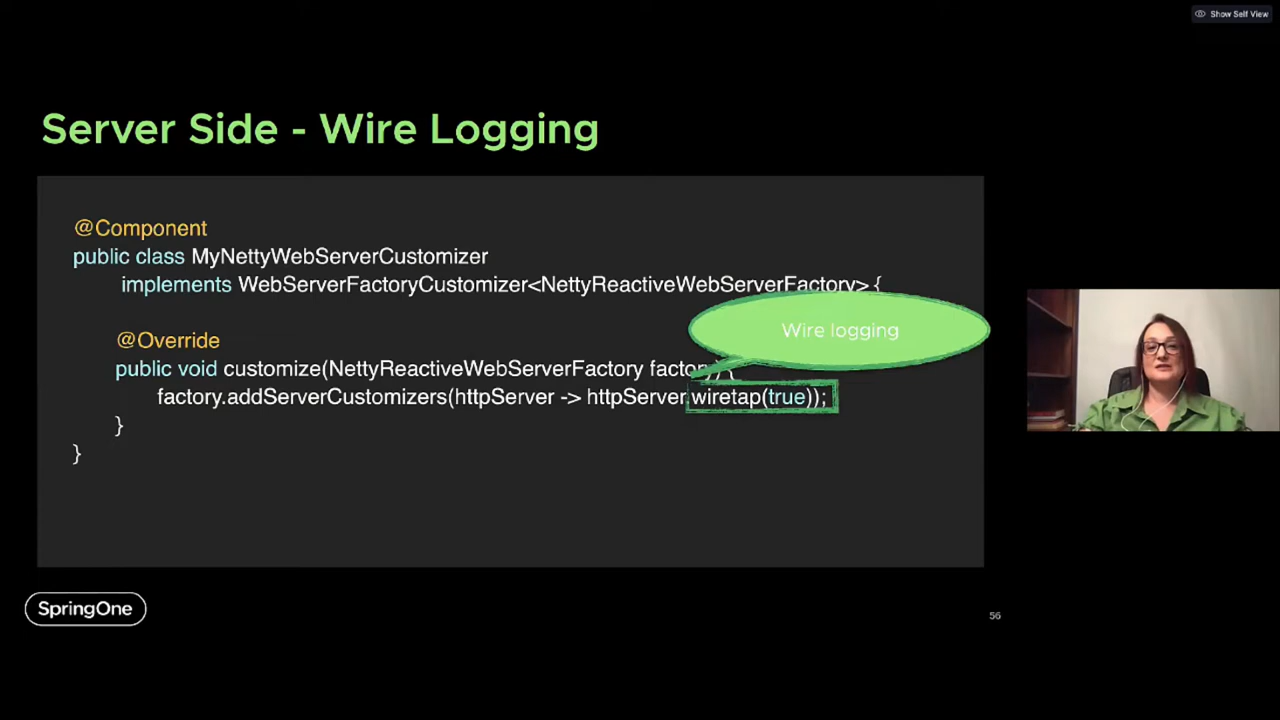 Show Self View
Server Side - Wire Logging
@Component
public class MyNettyWebServerCustomizer
implements WebServerFactoryCustomizer<NettyReactiveWebServerFactory> {
Wire logging
@Override
public void customize(NettyReactiveWebServerFactory factory) {
factory.addServerCustomizers(httpServer -> httpServer.wiretap(true));
}
}
SpringOne
56